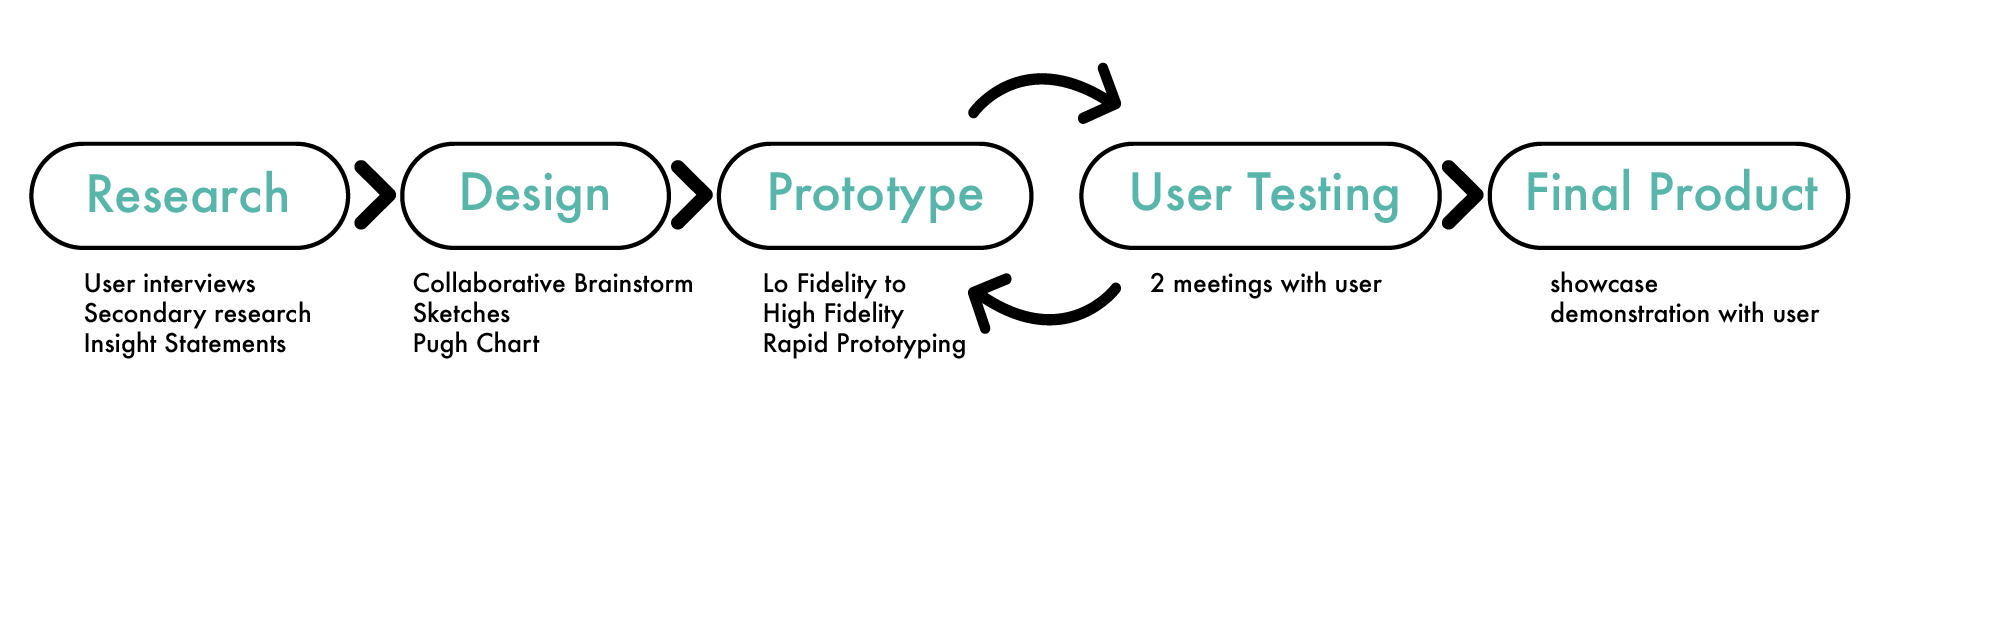 Research
User interviews
Secondary research
Insight Statements
Design
Collaborative Brainstorm
Sketches
Pugh Chart
Prototype
Lo Fidelity to
High Fidelity
Rapid Prototyping
User Testing
2 meetings with user
Final Product
showcase
demonstration with user